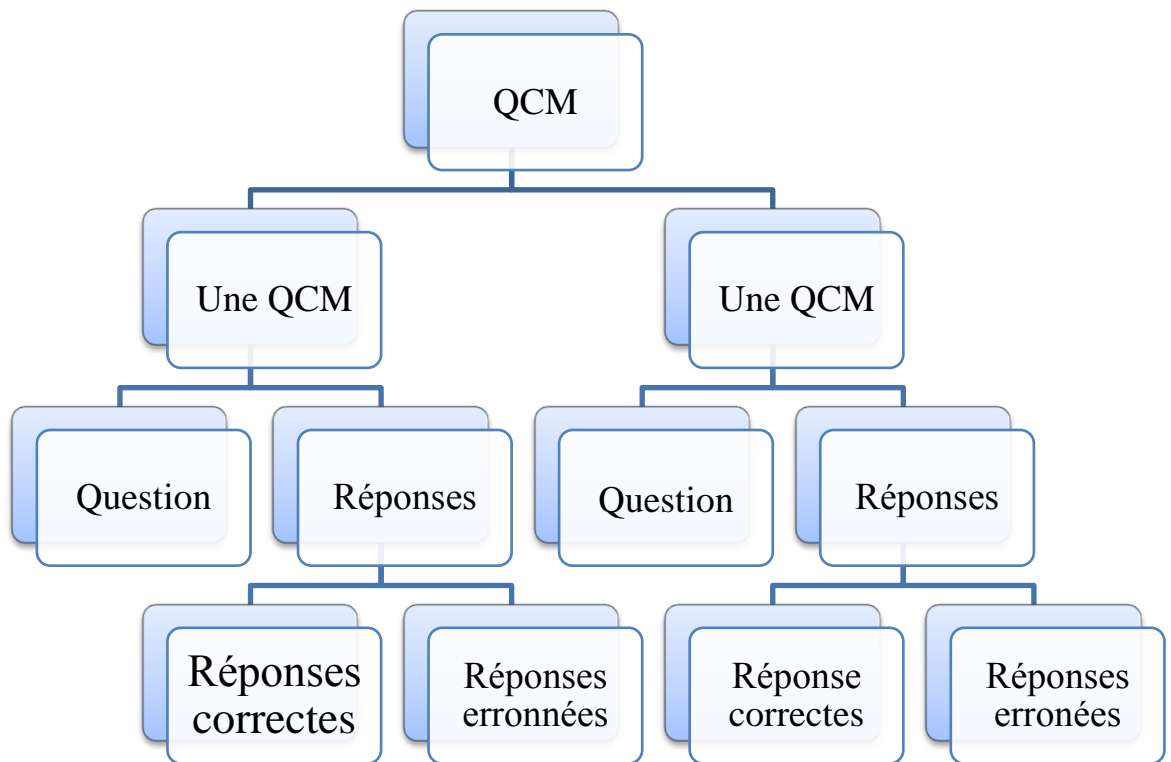 QCM
Une QCM
Une QCM
Question
Réponses
Question
Réponses
Réponses
correctes
Réponses
erronnées
Réponse
correctes
Réponses
erronées